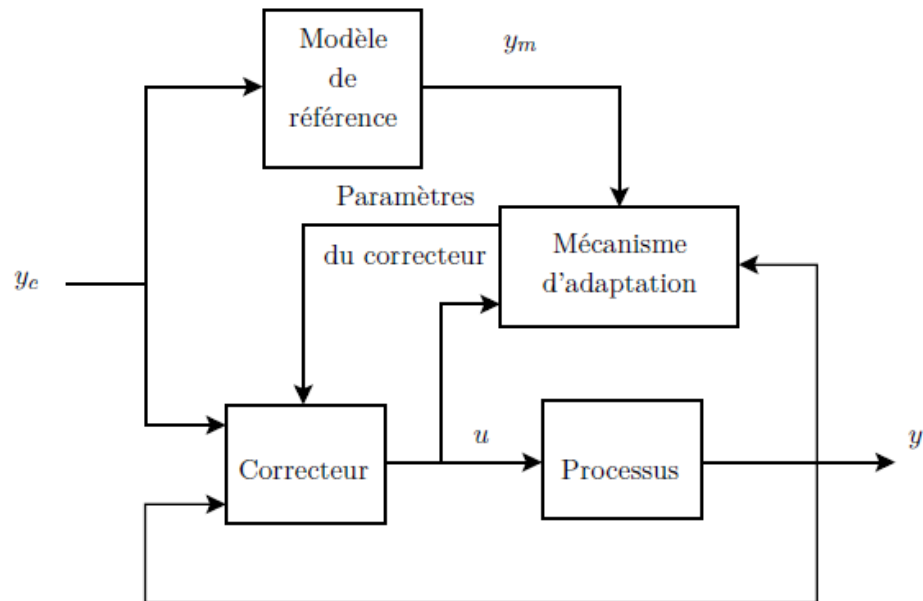 Modèle
de
référence
y_m
Paramètres
du correcteur
Mécanisme
d'adaptation
y_c
Correcteur
u
Processus
y